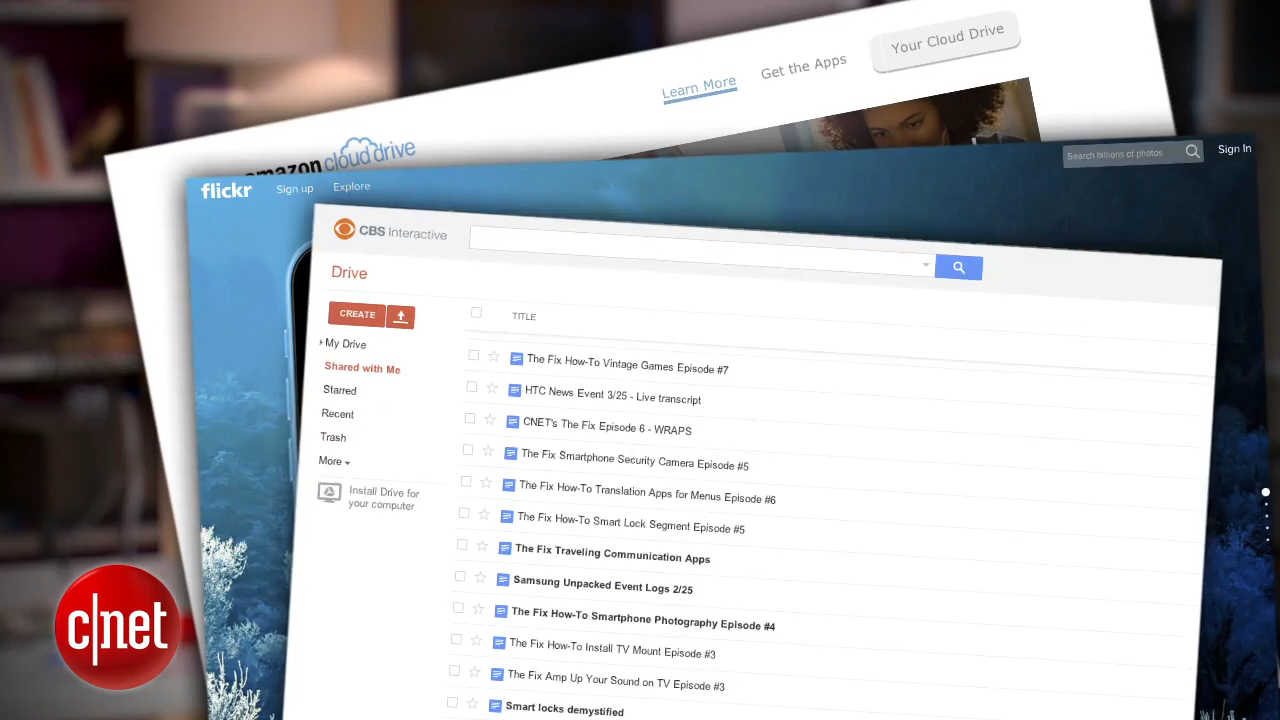 Learn More
Get the Apps
Your Cloud Drive
amazon cloud drive
flickr
Sign up
Explore
Search billions of photos
Sign In
CBS Interactive
Drive
CREATE
TITLE
My Drive
Shared with Me
Starred
Recent
Trash
More
Install Drive for
your computer
The Fix How-To Vintage Games Episode #7
HTC News Event 3/25 - Live transcript
CNET's The Fix Episode 6 - WRAPS
The Fix Smartphone Security Camera Episode #5
The Fix How-To Translation Apps for Menus Episode #6
The Fix How-To Smart Lock Segment Episode #5
The Fix Traveling Communication Apps
Samsung Unpacked Event Logs 2/25
The Fix How-To Smartphone Photography Episode #4
The Fix How-To Install TV Mount Episode #3
The Fix Amp Up Your Sound on TV Episode #3
Smart locks demystified
c|net